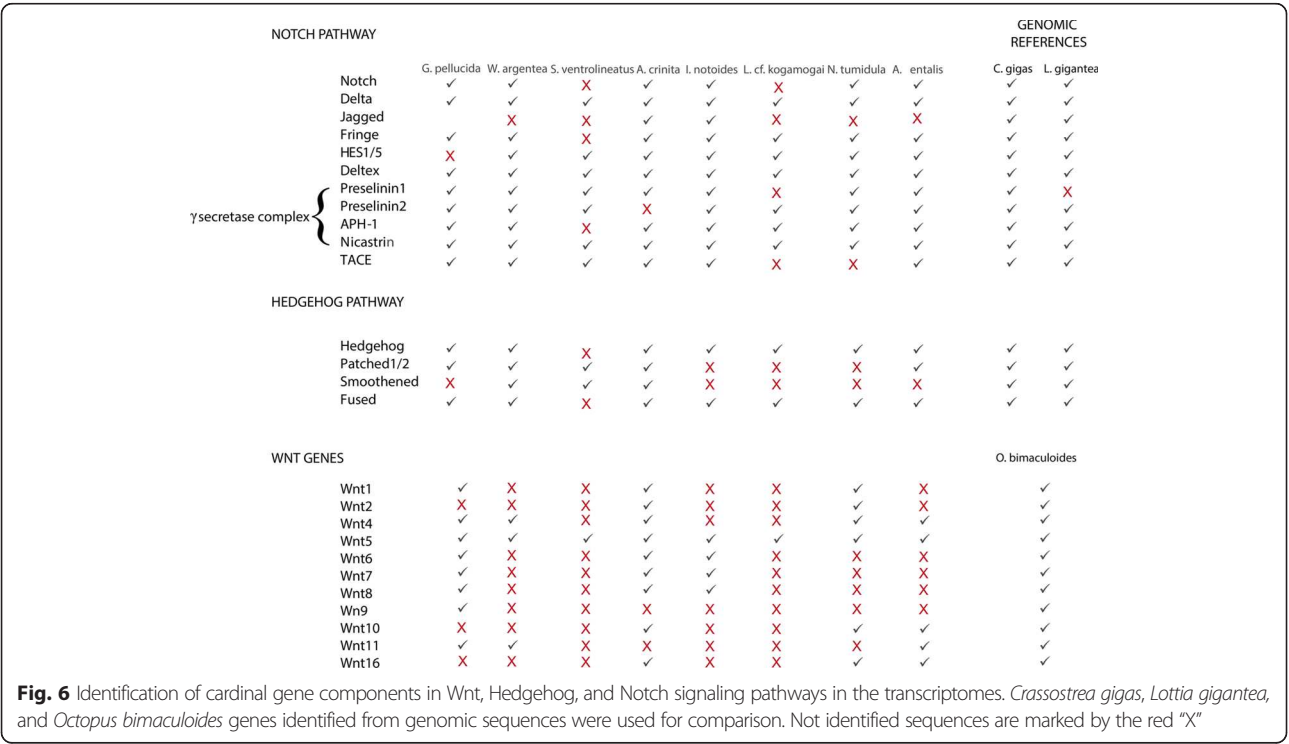 NOTCH PATHWAY
GENOMIC
REFERENCES
G. pellucida W. argentea S. ventrolineatus A. crinita I. notoides L. cf. kogamogai N. tumidula A. entalis C. gigas L. gigantea
Notch ✓ ✓ X ✓ ✓ X ✓ ✓ ✓ ✓
Delta ✓ ✓ ✓ ✓ ✓ ✓ ✓ ✓ ✓ ✓
Jagged X X ✓ ✓ X X X ✓ ✓
Fringe ✓ ✓ X ✓ ✓ ✓ ✓ ✓ ✓ ✓
HES1/5 X ✓ ✓ ✓ ✓ ✓ ✓ ✓ ✓ ✓
Deltex ✓ ✓ ✓ ✓ ✓ ✓ ✓ ✓ ✓ ✓
Preselinin1 ✓ ✓ ✓ ✓ ✓ X ✓ ✓ ✓ X
Preselinin2 ✓ ✓ ✓ X ✓ ✓ ✓ ✓ ✓ ✓
γ secretase complex
APH-1 ✓ ✓ X ✓ ✓ ✓ ✓ ✓ ✓ ✓
Nicastrin ✓ ✓ ✓ ✓ ✓ ✓ ✓ ✓ ✓ ✓
TACE ✓ ✓ ✓ ✓ ✓ X X ✓ ✓ ✓
HEDGEHOG PATHWAY
Hedgehog ✓ ✓ X ✓ ✓ ✓ ✓ ✓ ✓ ✓
Patched1/2 ✓ ✓ ✓ ✓ X X X ✓ ✓ ✓
Smoothened X ✓ ✓ ✓ X X X X ✓ ✓
Fused ✓ ✓ X ✓ ✓ ✓ ✓ ✓ ✓ ✓
WNT GENES
O. bimaculoides
Wnt1 ✓ X X ✓ X X ✓ X ✓
Wnt2 X X X ✓ X X ✓ X ✓
Wnt4 ✓ ✓ X ✓ X X ✓ ✓ ✓
Wnt5 ✓ ✓ ✓ ✓ ✓ ✓ ✓ ✓ ✓
Wnt6 ✓ X X ✓ ✓ X X X ✓
Wnt7 ✓ X X ✓ ✓ X X X ✓
Wnt8 ✓ X X ✓ ✓ X X X ✓
Wn9 ✓ X X X X X X X ✓
Wnt10 X X X ✓ X X ✓ ✓ ✓
Wnt11 ✓ ✓ X X X X X ✓ ✓
Wnt16 X X X ✓ X X ✓ ✓ ✓
Fig. 6 Identification of cardinal gene components in Wnt, Hedgehog, and Notch signaling pathways in the transcriptomes. Crassostrea gigas, Lottia gigantea,
and Octopus bimaculoides genes identified from genomic sequences were used for comparison. Not identified sequences are marked by the red "X"